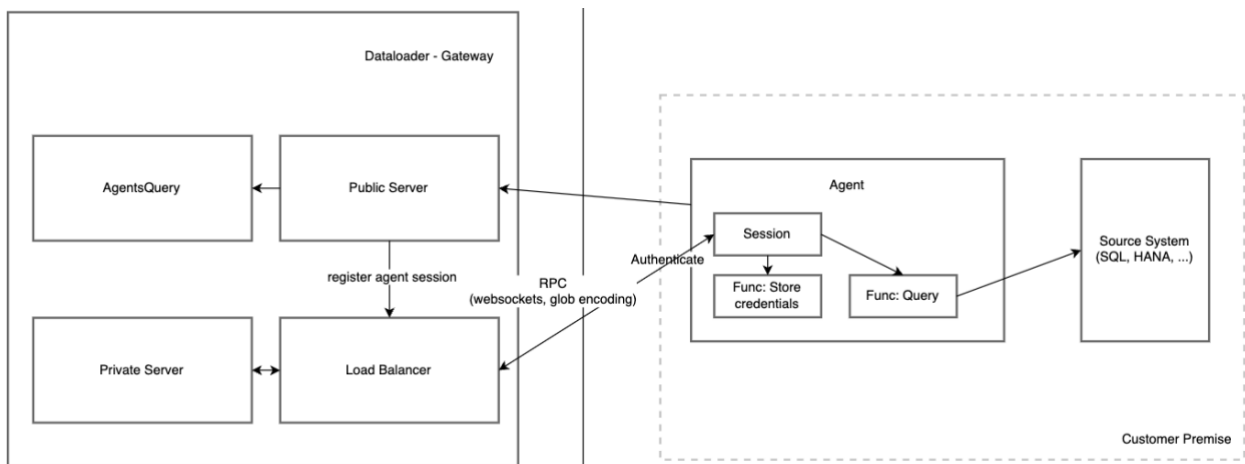 Dataloader - Gateway
AgentsQuery
Public Server
Agent
Session
Source System
(SQL, HANA, ...)
Authenticate
register agent session
RPC
(websockets, glob encoding)
Func: Store
credentials
Func: Query
Private Server
Load Balancer
Customer Premise